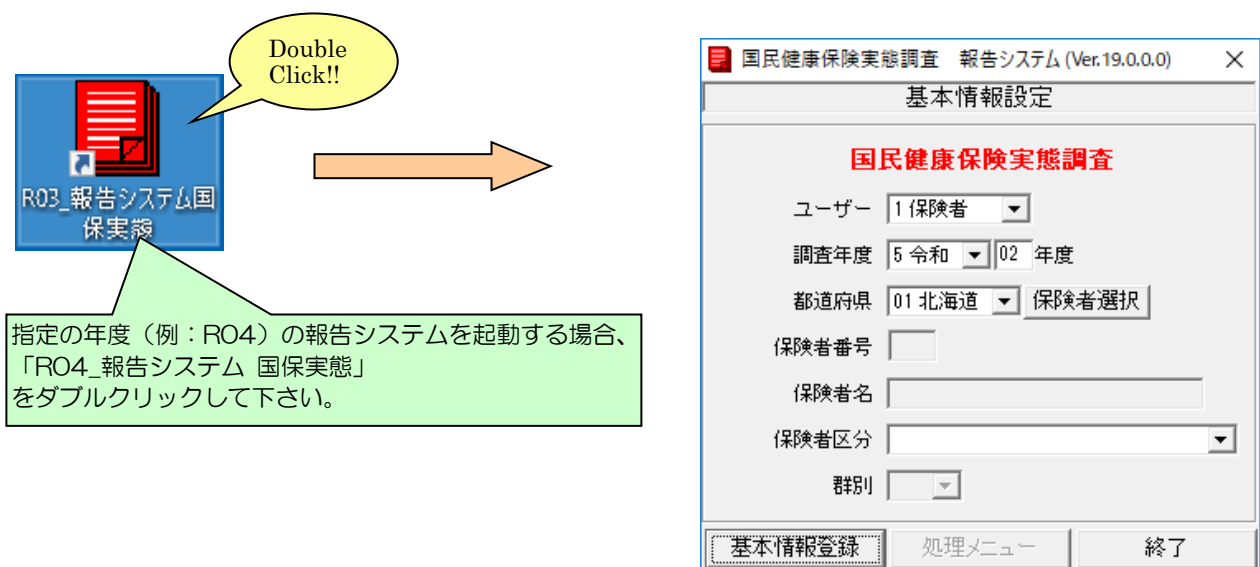 Double
Click!!
R03_報告システム国
保実態
指定の年度（例：R04）の報告システムを起動する場合、
「R04_報告システム 国保実態」
をダブルクリックして下さい。
国民健康保険実態調査 報告システム (Ver.19.0.0.0)
基本情報設定
国民健康保険実態調査
ユーザー 1 保険者
調査年度 5 令和 02 年度
都道府県 01 北海道 保険者選択
保険者番号
保険者名
保険者区分
群別
基本情報登録 処理メニュー 終了